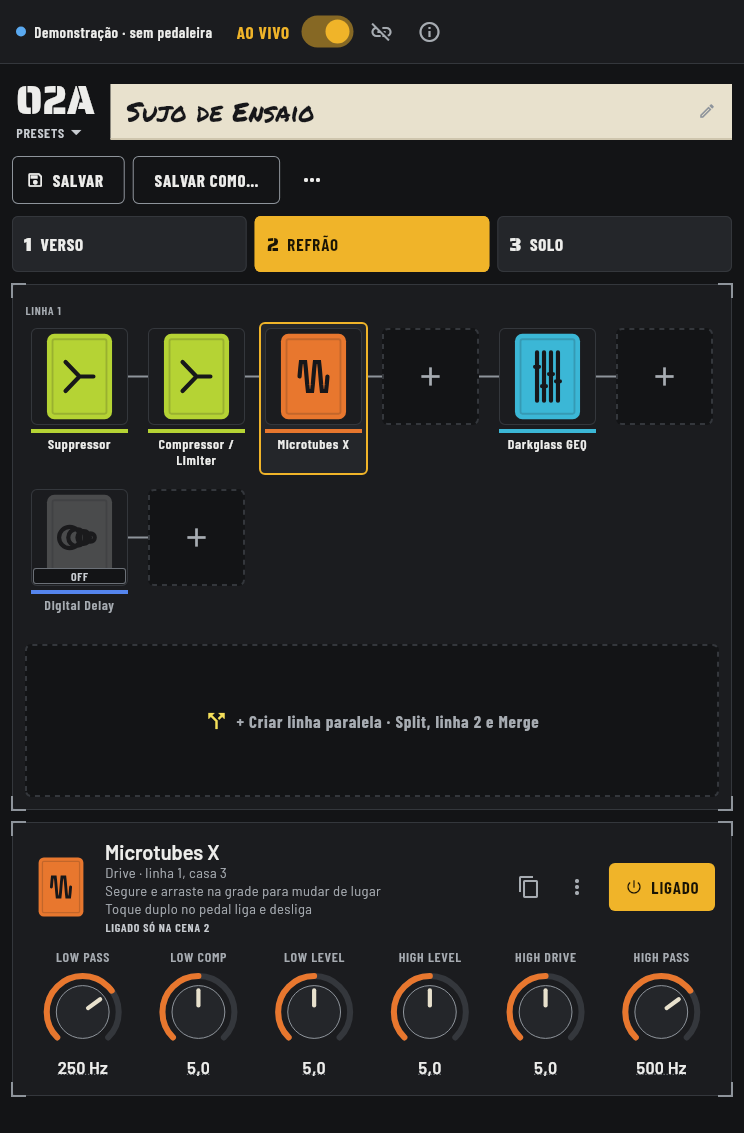 Demonstração · sem pedaleira AO VIVO
02A
Sujo de Ensaio
PRESETS
SALVAR SALVAR COMO...
1 VERSO 2 REFRÃO 3 SOLO
LINHA 1
Suppressor Compressor / Limiter Microtubes X Darkglass GEQ
OFF
Digital Delay
+ Criar linha paralela · Split, linha 2 e Merge
Microtubes X
Drive · linha 1, casa 3
Segure e arraste na grade para mudar de lugar
Toque duplo no pedal liga e desliga
LIGADO SÓ NA CENA 2
LIGADO
LOW PASS LOW COMP LOW LEVEL HIGH LEVEL HIGH DRIVE HIGH PASS
250 Hz 5,0 5,0 5,0 5,0 500 Hz